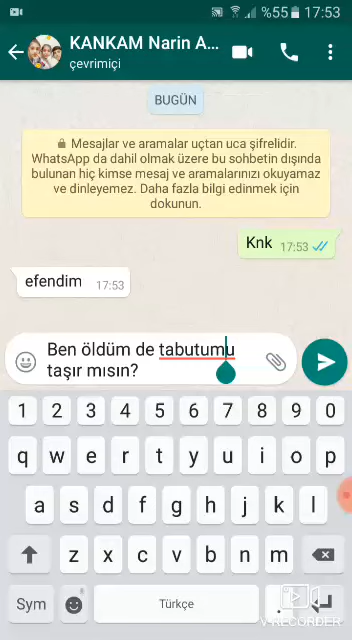 %55 17:53
KANKAM Narin A...
çevrimiçi
BUGÜN
Mesajlar ve aramalar uçtan uca şifrelidir.
WhatsApp da dahil olmak üzere bu sohbetin dışında
bulunan hiç kimse mesaj ve aramalarınızı okuyamaz
ve dinleyemez. Daha fazla bilgi edinmek için
dokunun.
Knk 17:53
efendim 17:53
Ben öldüm de tabutumu
taşır mısın?
1 2 3 4 5 6 7 8 9 0
q w e r t y u i o p
a s d f g h j k l
z x c v b n m
Sym Türkçe .
V-RECORDER